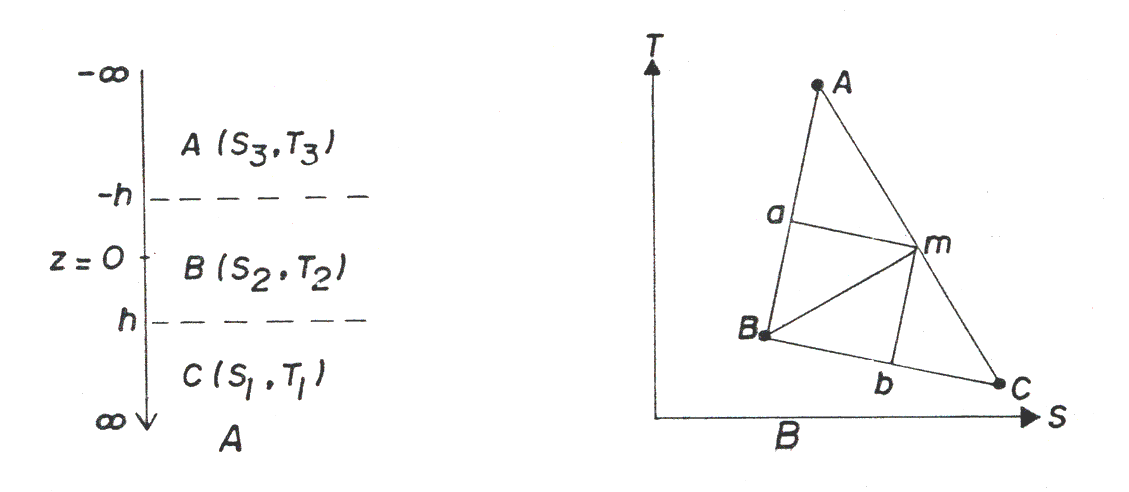 -∞
A (S3, T3)
-h
z = 0
B (S2, T2)
h
C (S1, T1)
∞
A
T
A
a
m
B
b
C
S
B